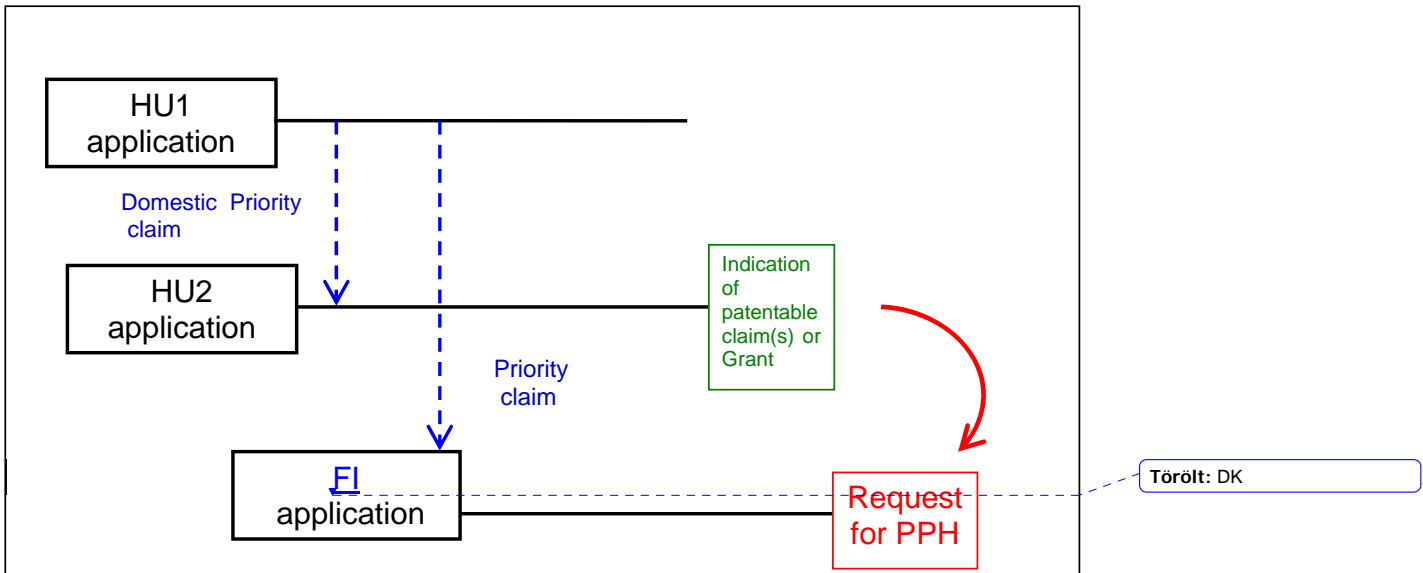 HU1
application
Domestic Priority
claim
HU2
application
Indication
of
patentable
claim(s) or
Grant
Priority
claim
FI
application
Request
for PPH
Törölt: DK